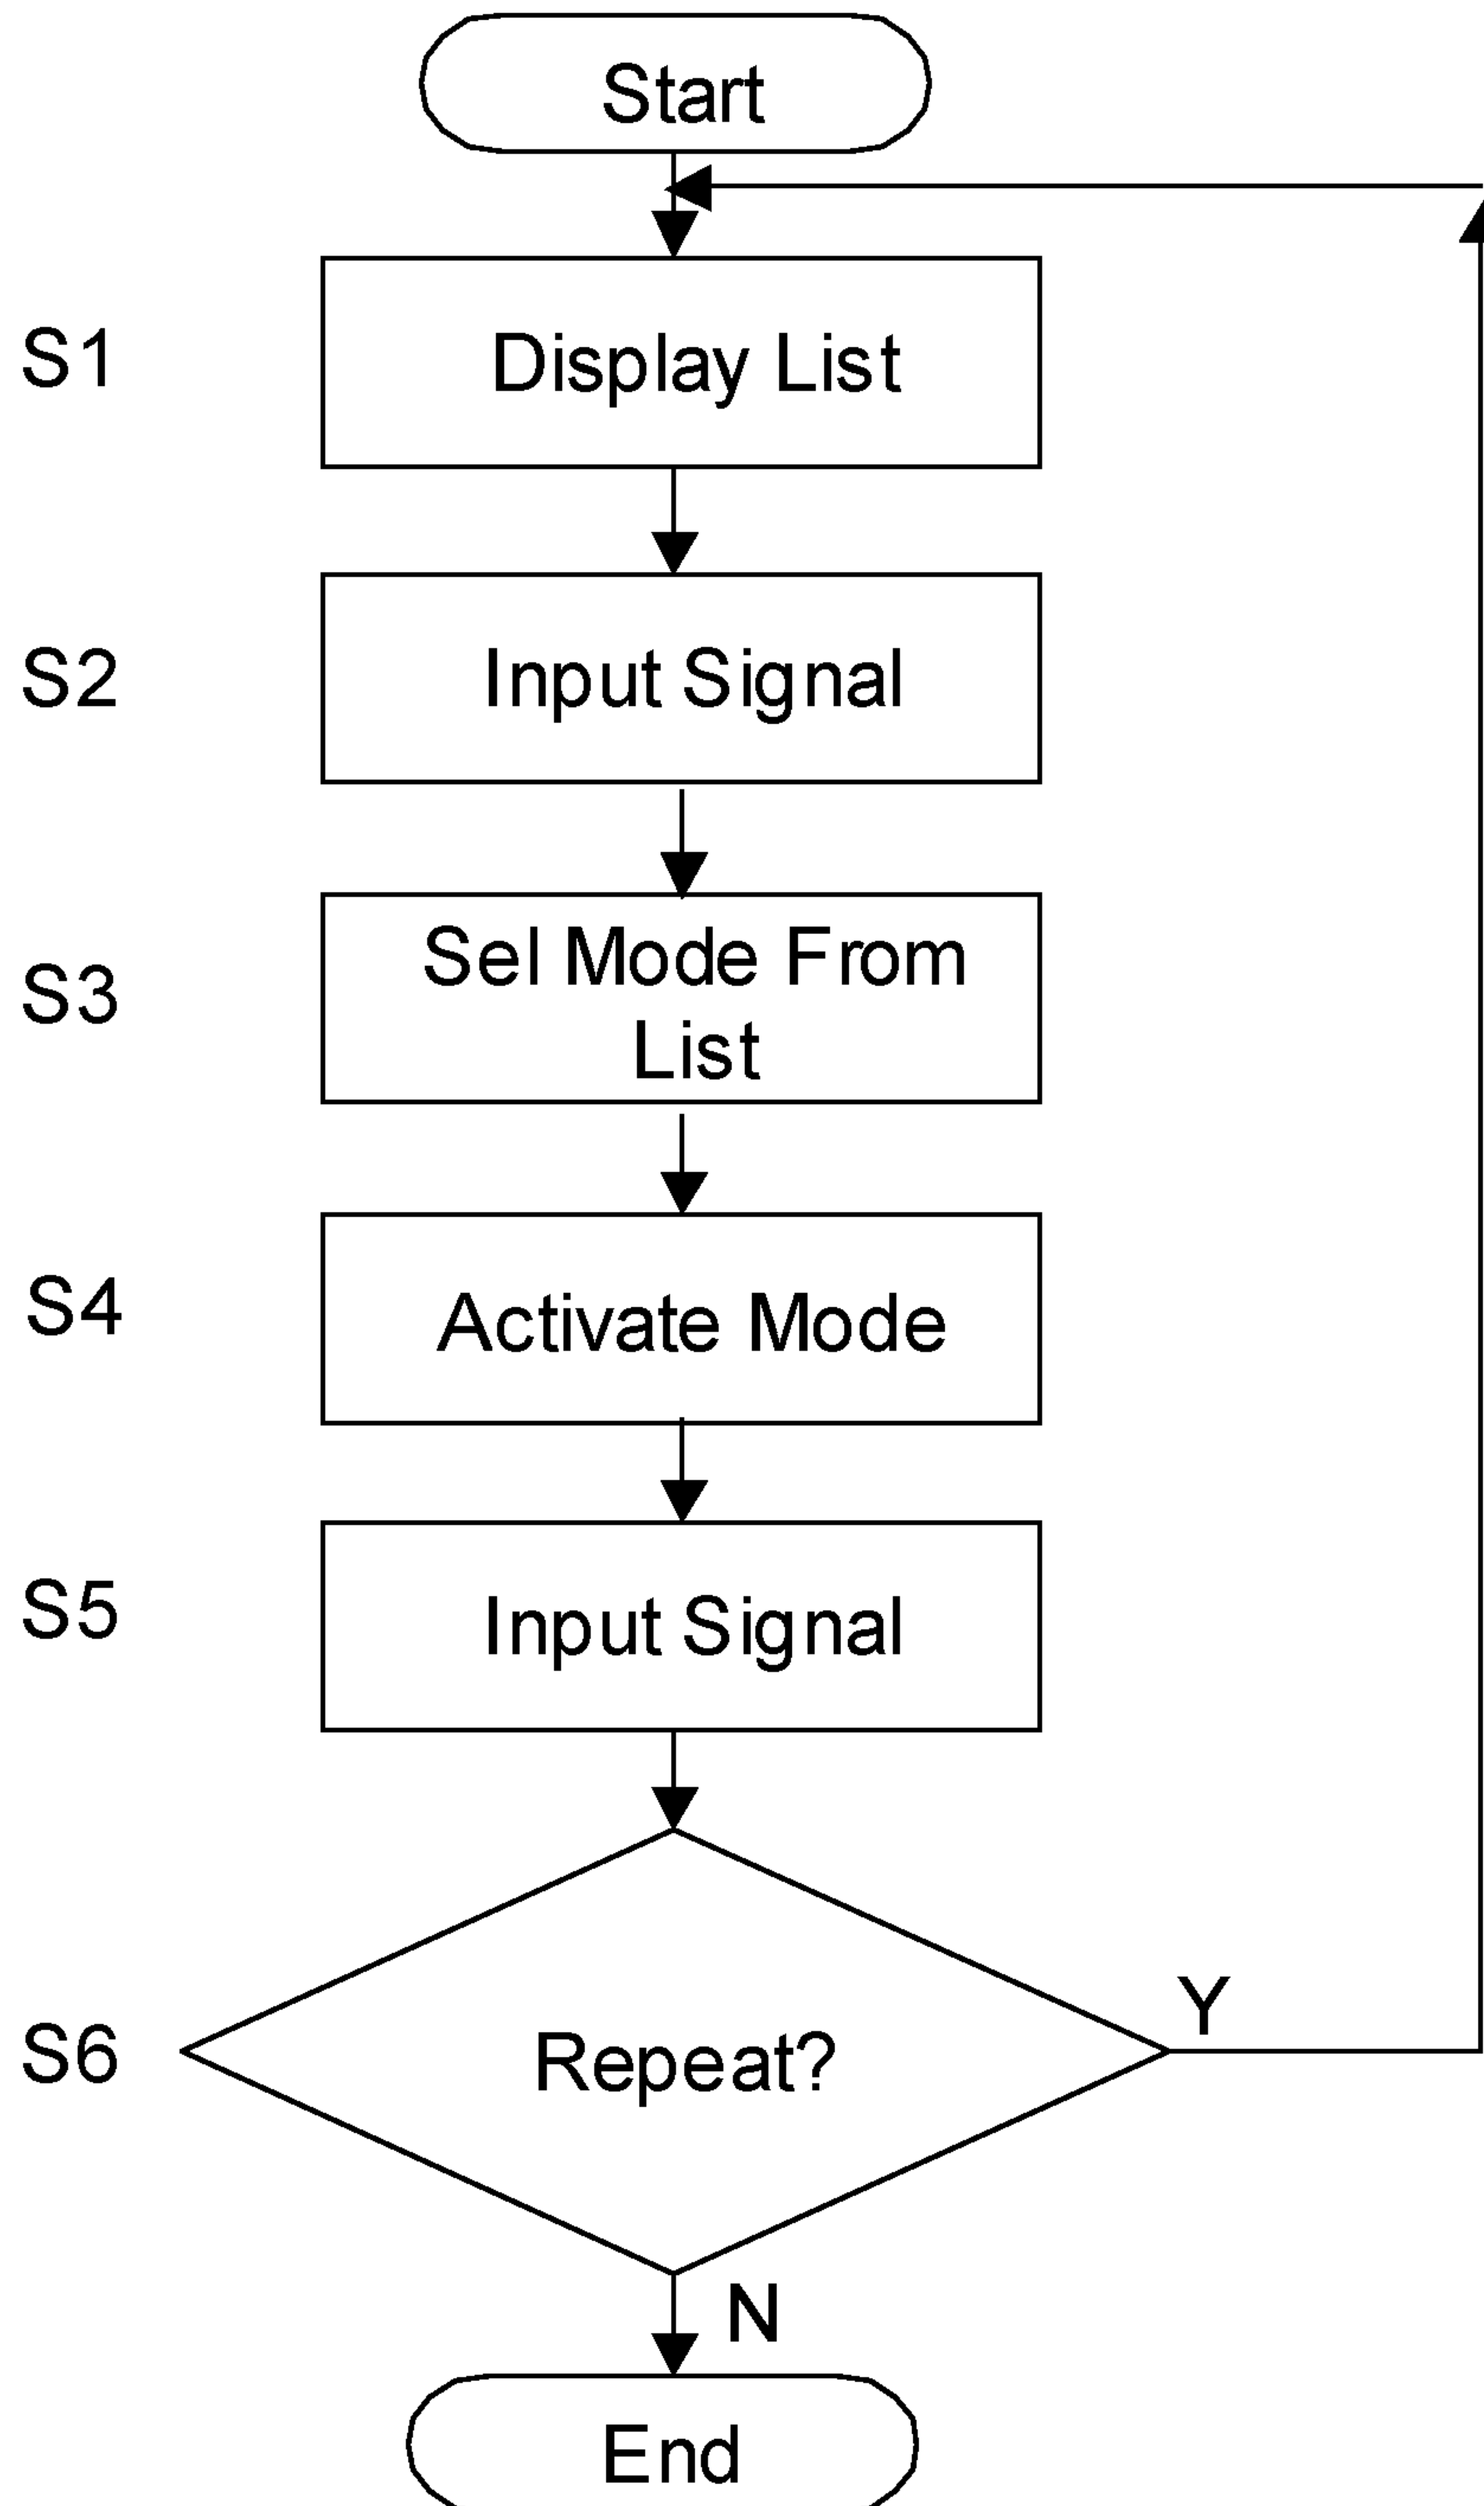 Start
S1
Display List
S2
Input Signal
S3
Sel Mode From
List
S4
Activate Mode
S5
Input Signal
S6
Repeat?
Y
N
End